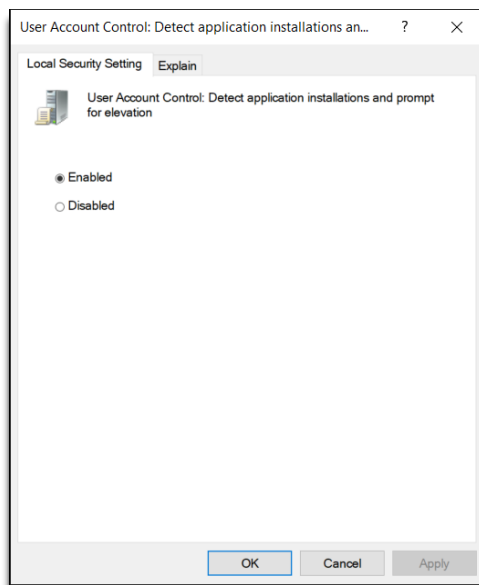 User Account Control: Detect application installations an...
?
Local Security Setting
Explain
User Account Control: Detect application installations and prompt
for elevation
Enabled
Disabled
OK
Cancel
Apply